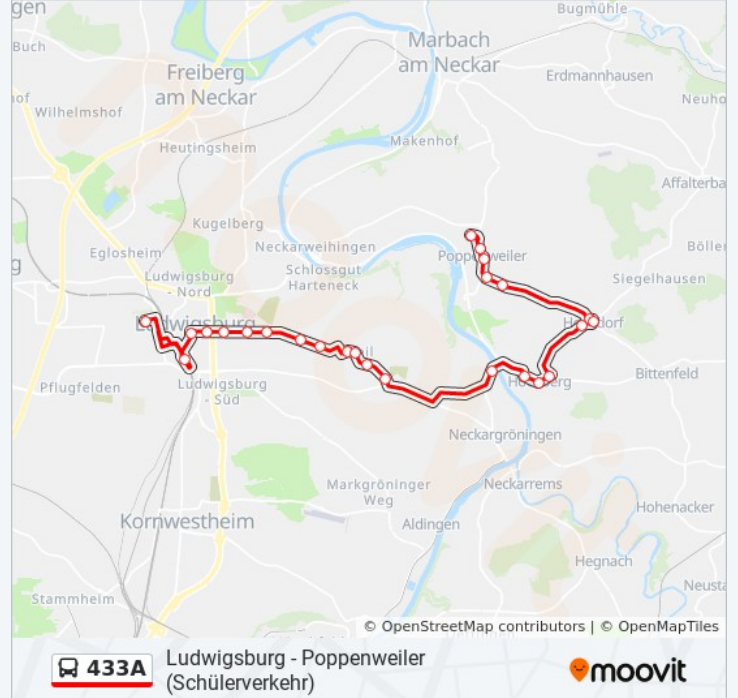 gen
Bugmühle
Marbach
am Neckar
Buch
Freiberg
am Neckar
Erdmannhausen
hof
Wilhelmshof
Neuho
Makenhof
Heutingsheim
Affalterba
Kugelberg
Neckarweihingen
Böller
Eglosheim
Poppenweiler
g
Schlossgut
Harteneck
Siegelhausen
Ludwigsburg
- Nord
Ludwigsburg
Pflugfelden
Ludwigsburg
- Süd
Bittenfeld
Neckargröningen
Markgröninger
Weg
Neckarrems
Hohenacker
Kornwestheim
Aldingen
Hegnach
Neusta
Stammheim
© OpenStreetMap contributors | © OpenMapTiles
433A
Ludwigsburg - Poppenweiler
(Schülerverkehr)
moovit